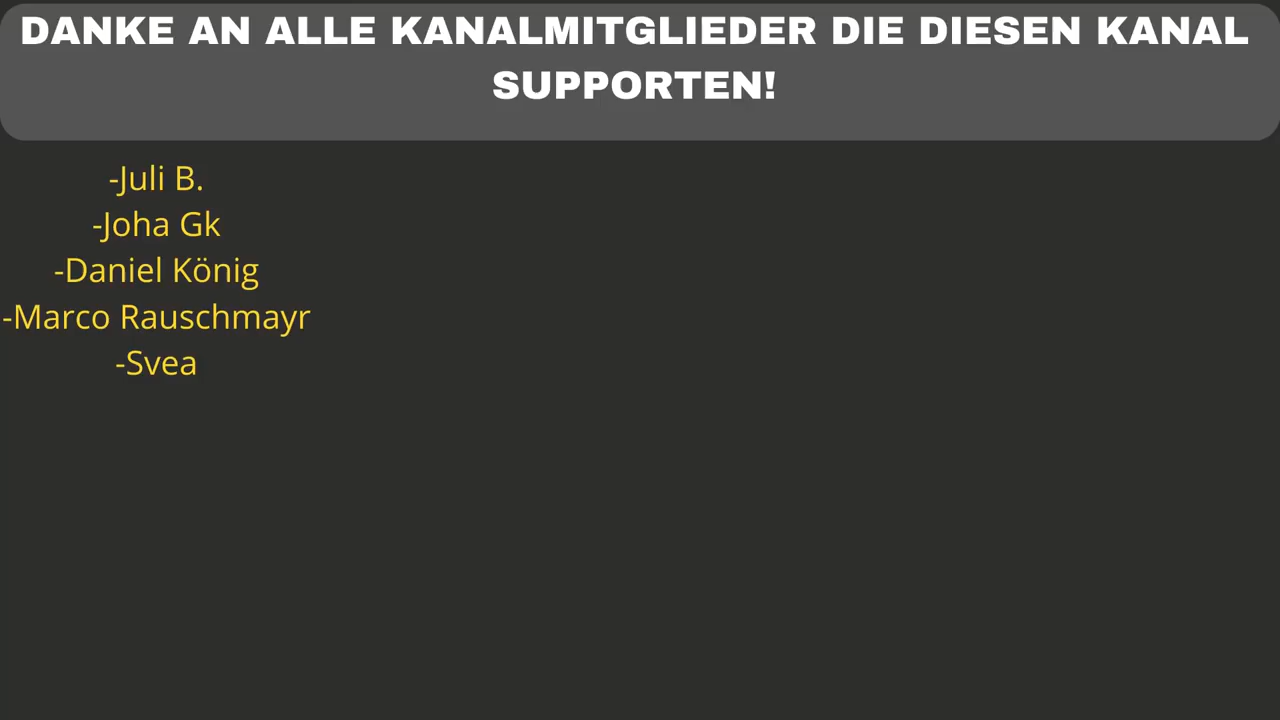 DANKE AN ALLE KANALMITGLIEDER DIE DIESEN KANAL
SUPPORTEN!
-Juli B.
-Joha Gk
-Daniel König
-Marco Rauschmayr
-Svea